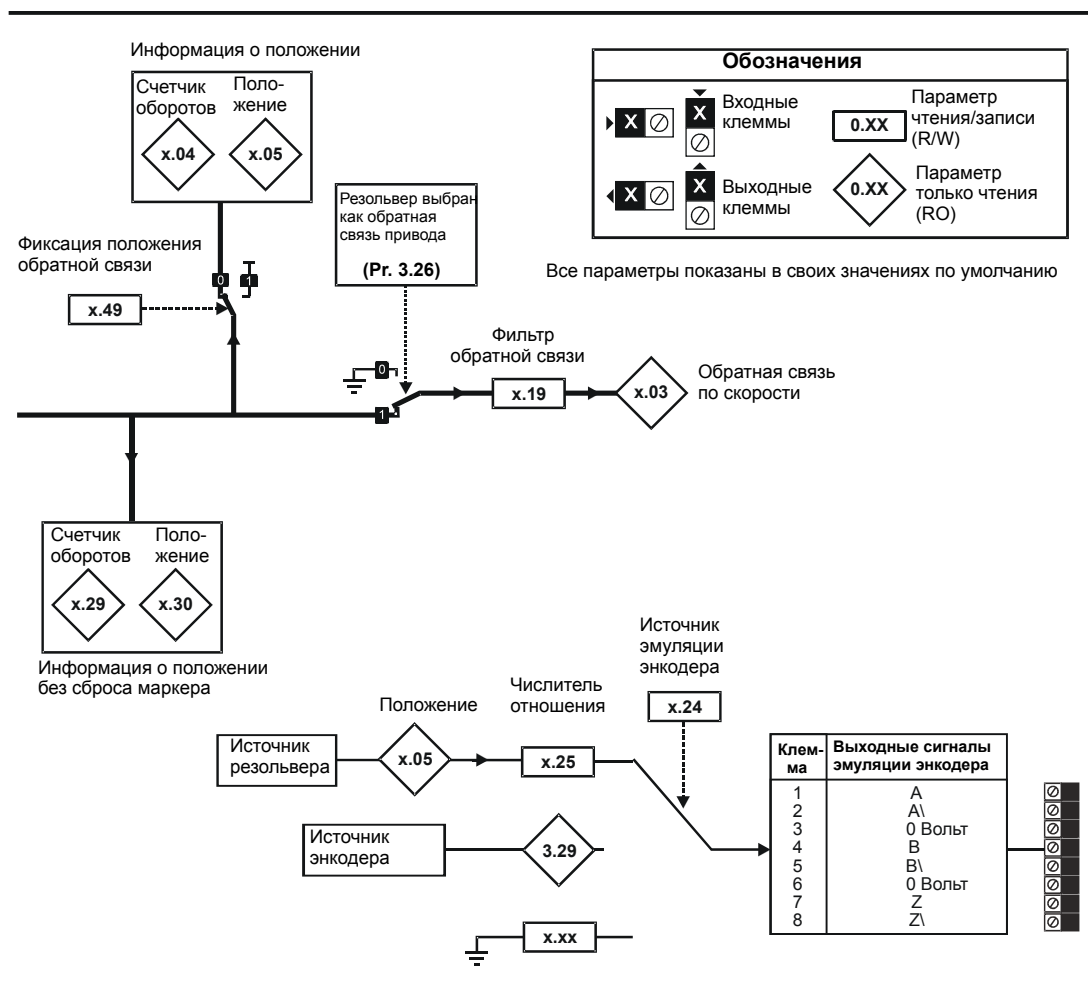 Информация о положении
Счетчик
оборотов
Поло-
жение
x.04
x.05
Обозначения
X
X
Входные
клеммы
0.XX
Параметр
чтения/записи
(R/W)
X
X
Выходные
клеммы
0.XX
Параметр
только чтения
(RO)
Все параметры показаны в своих значениях по умолчанию
Резольвер выбран
как обратная
связь привода
(Pr. 3.26)
Фиксация положения
обратной связи
x.49
0
1
Фильтр
обратной связи
0
1
x.19
x.03
Обратная связь
по скорости
Счетчик
оборотов
Поло-
жение
x.29
x.30
Информация о положении
без сброса маркера
Источник
эмуляции
энкодера
x.24
Положение
Числитель
отношения
Источник
резольвера
x.05
x.25
Источник
энкодера
3.29
x.xx
Клем-
ма
Выходные сигналы
эмуляции энкодера
1 A
2 A\
3 0 Вольт
4 B
5 B\
6 0 Вольт
7 Z
8 Z\